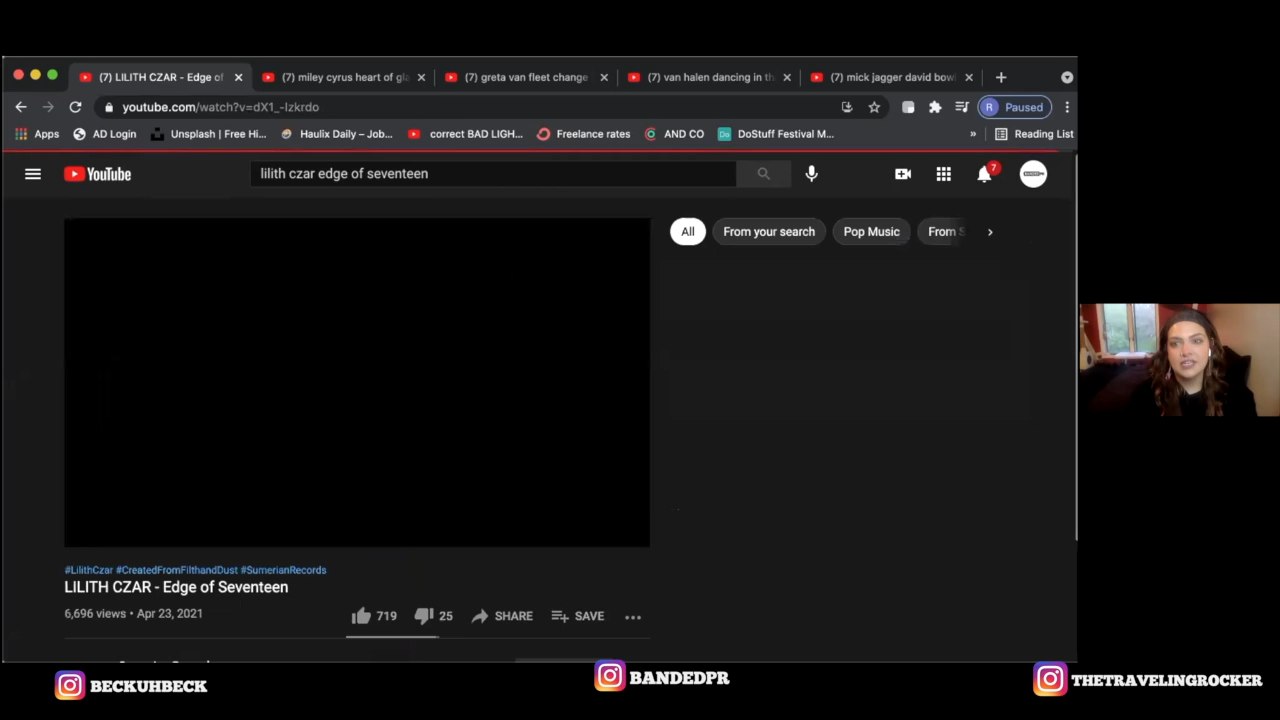 (7) LILITH CZAR - Edge of
(7) miley cyrus heart of gla
(7) greta van fleet change
(7) van halen dancing in th
(7) mick jagger david bowi
youtube.com/watch?v=dX1_-Izkrdo
R Paused
Apps AD Login Unsplash | Free Hi... Haulix Daily – Job... correct BAD LIGH... Freelance rates AND CO DoStuff Festival M... » Reading List
YouTube
lilith czar edge of seventeen
7
All From your search Pop Music From S
#LilithCzar #CreatedFromFilthandDust #SumerianRecords
LILITH CZAR - Edge of Seventeen
6,696 views • Apr 23, 2021
719 25 SHARE SAVE
BECKUHBECK
BANDEDPR
THETRAVELINGROCKER